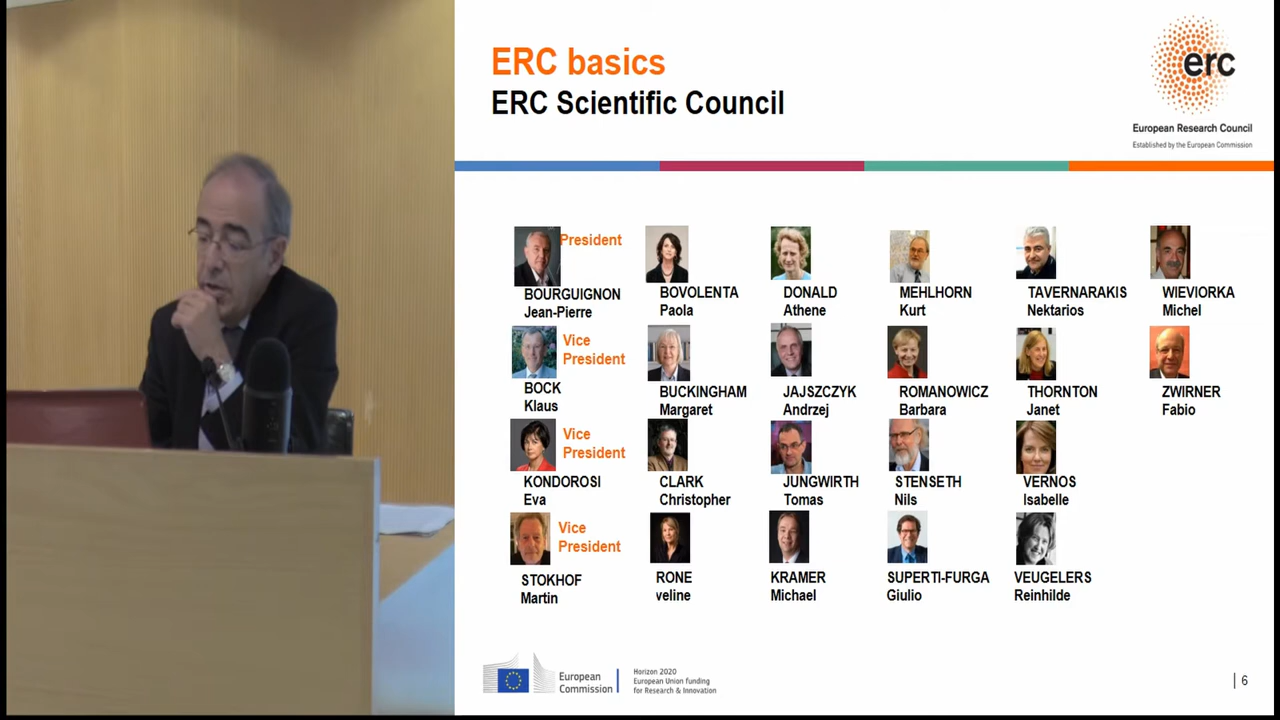 ERC basics
ERC Scientific Council
erc
European Research Council
Established by the European Commission
President
BOURGUIGNON
Jean-Pierre
BOVOLENTA
Paola
DONALD
Athene
MEHLHORN
Kurt
TAVERNARAKIS
Nektarios
WIEVIORKA
Michel
Vice
President
BOCK
Klaus
BUCKINGHAM
Margaret
JAJSZCZYK
Andrzej
ROMANOWICZ
Barbara
THORNTON
Janet
ZWIRNER
Fabio
Vice
President
KONDOROSI
Eva
CLARK
Christopher
JUNGWIRTH
Tomas
STENSETH
Nils
VERNOS
Isabelle
Vice
President
STOKHOF
Martin
RONE
veline
KRAMER
Michael
SUPERTI-FURGA
Giulio
VEUGELERS
Reinhilde
European
Commission
Horizon 2020
European Union funding
for Research & Innovation
6